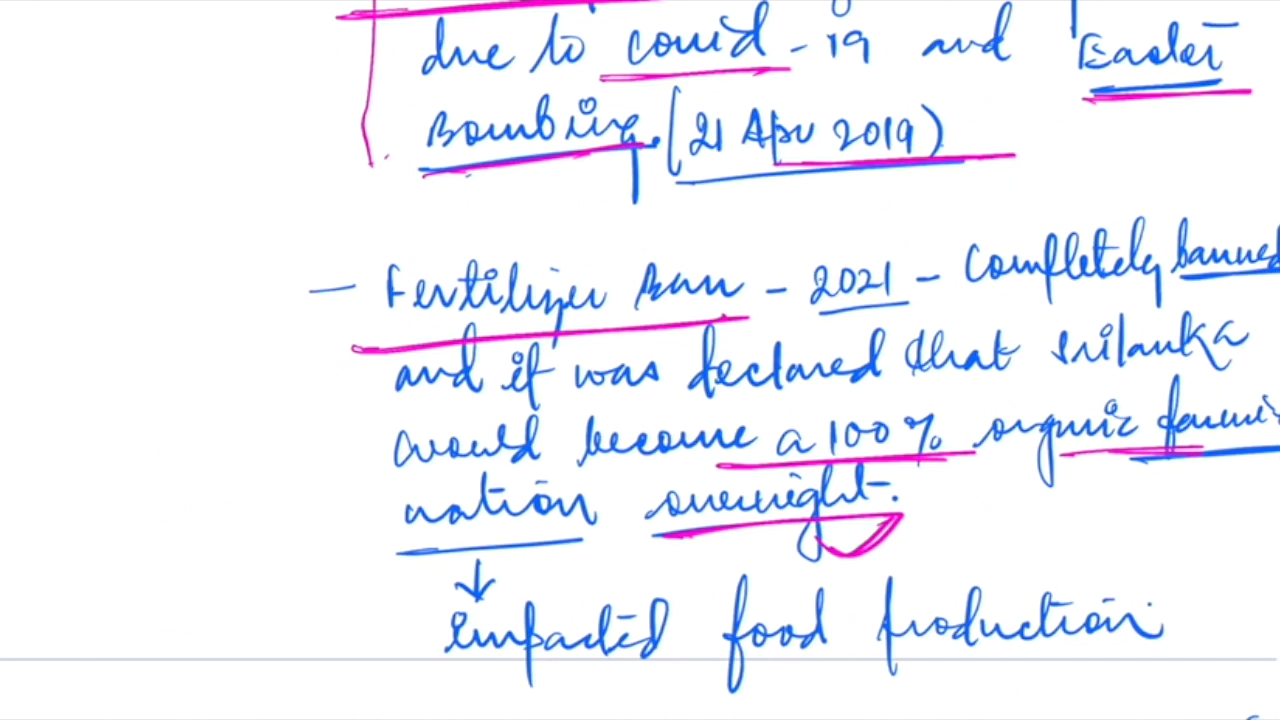 due to covid - 19 and Easter
Bombing. (21 Apr 2019)
- Fertilizer Ban - 2021 - Completely banned
and it was declared that srilanka
would become a 100% organic
nation overnight.
↓
impacted food production